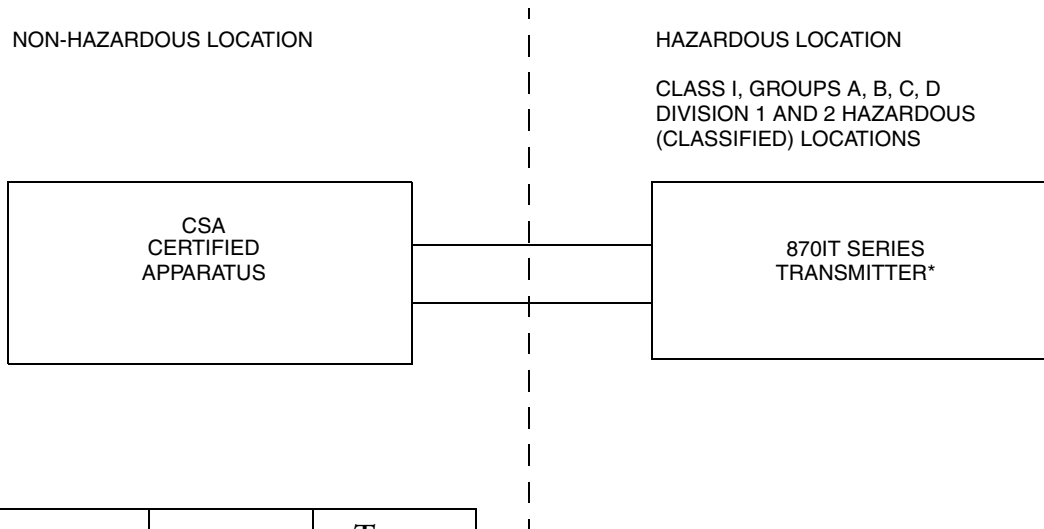 NON-HAZARDOUS LOCATION
HAZARDOUS LOCATION
CLASS I, GROUPS A, B, C, D
DIVISION 1 AND 2 HAZARDOUS
(CLASSIFIED) LOCATIONS
CSA
CERTIFIED
APPARATUS
870IT SERIES
TRANSMITTER*